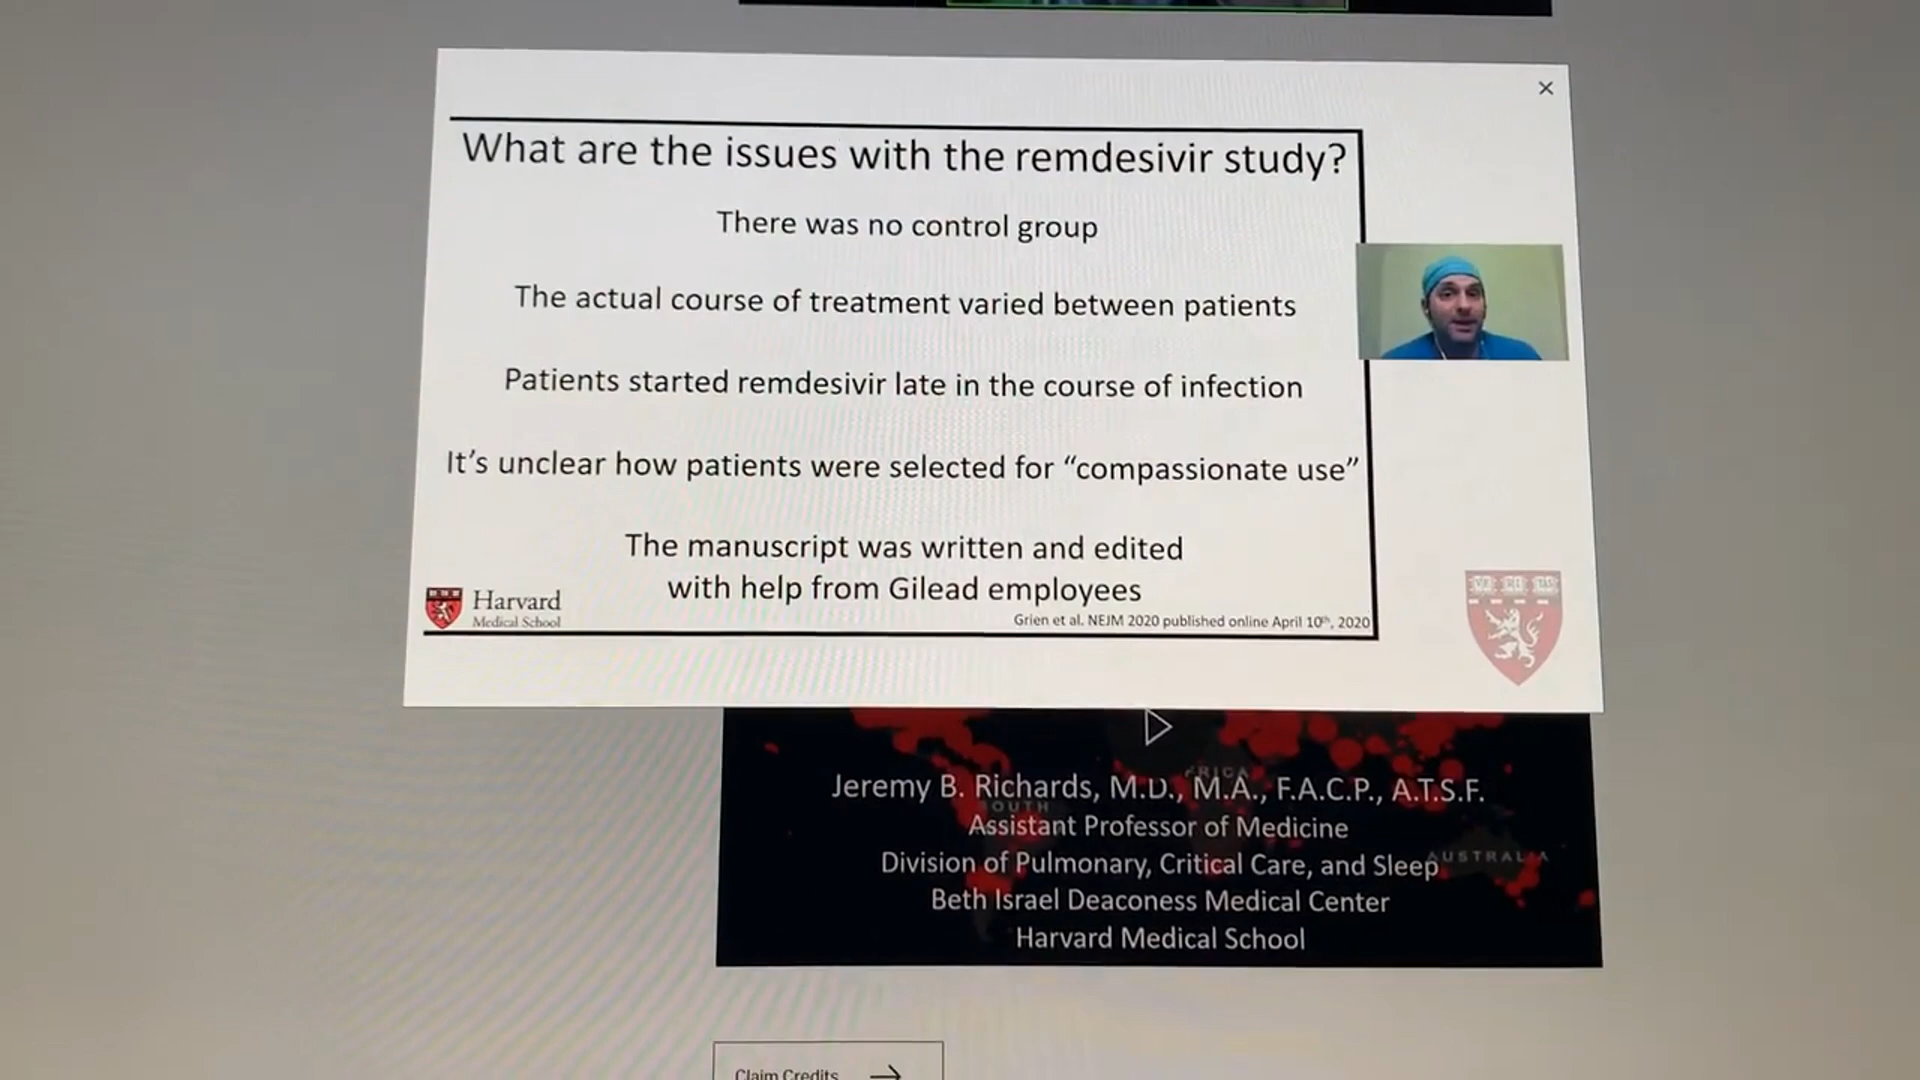 What are the issues with the remdesivir study?
There was no control group
The actual course of treatment varied between patients
Patients started remdesivir late in the course of infection
It's unclear how patients were selected for “compassionate use”
The manuscript was written and edited
with help from Gilead employees
Harvard
Medical School
Grien et al. NEJM 2020 published online April 10th, 2020
AFRICA
Jeremy B. Richards, M.D., M.A., F.A.C.P., A.T.S.F.
SOUTH
Assistant Professor of Medicine
Division of Pulmonary, Critical Care, and Sleep
AUSTRALIA
Beth Israel Deaconess Medical Center
Harvard Medical School
Claim Credits